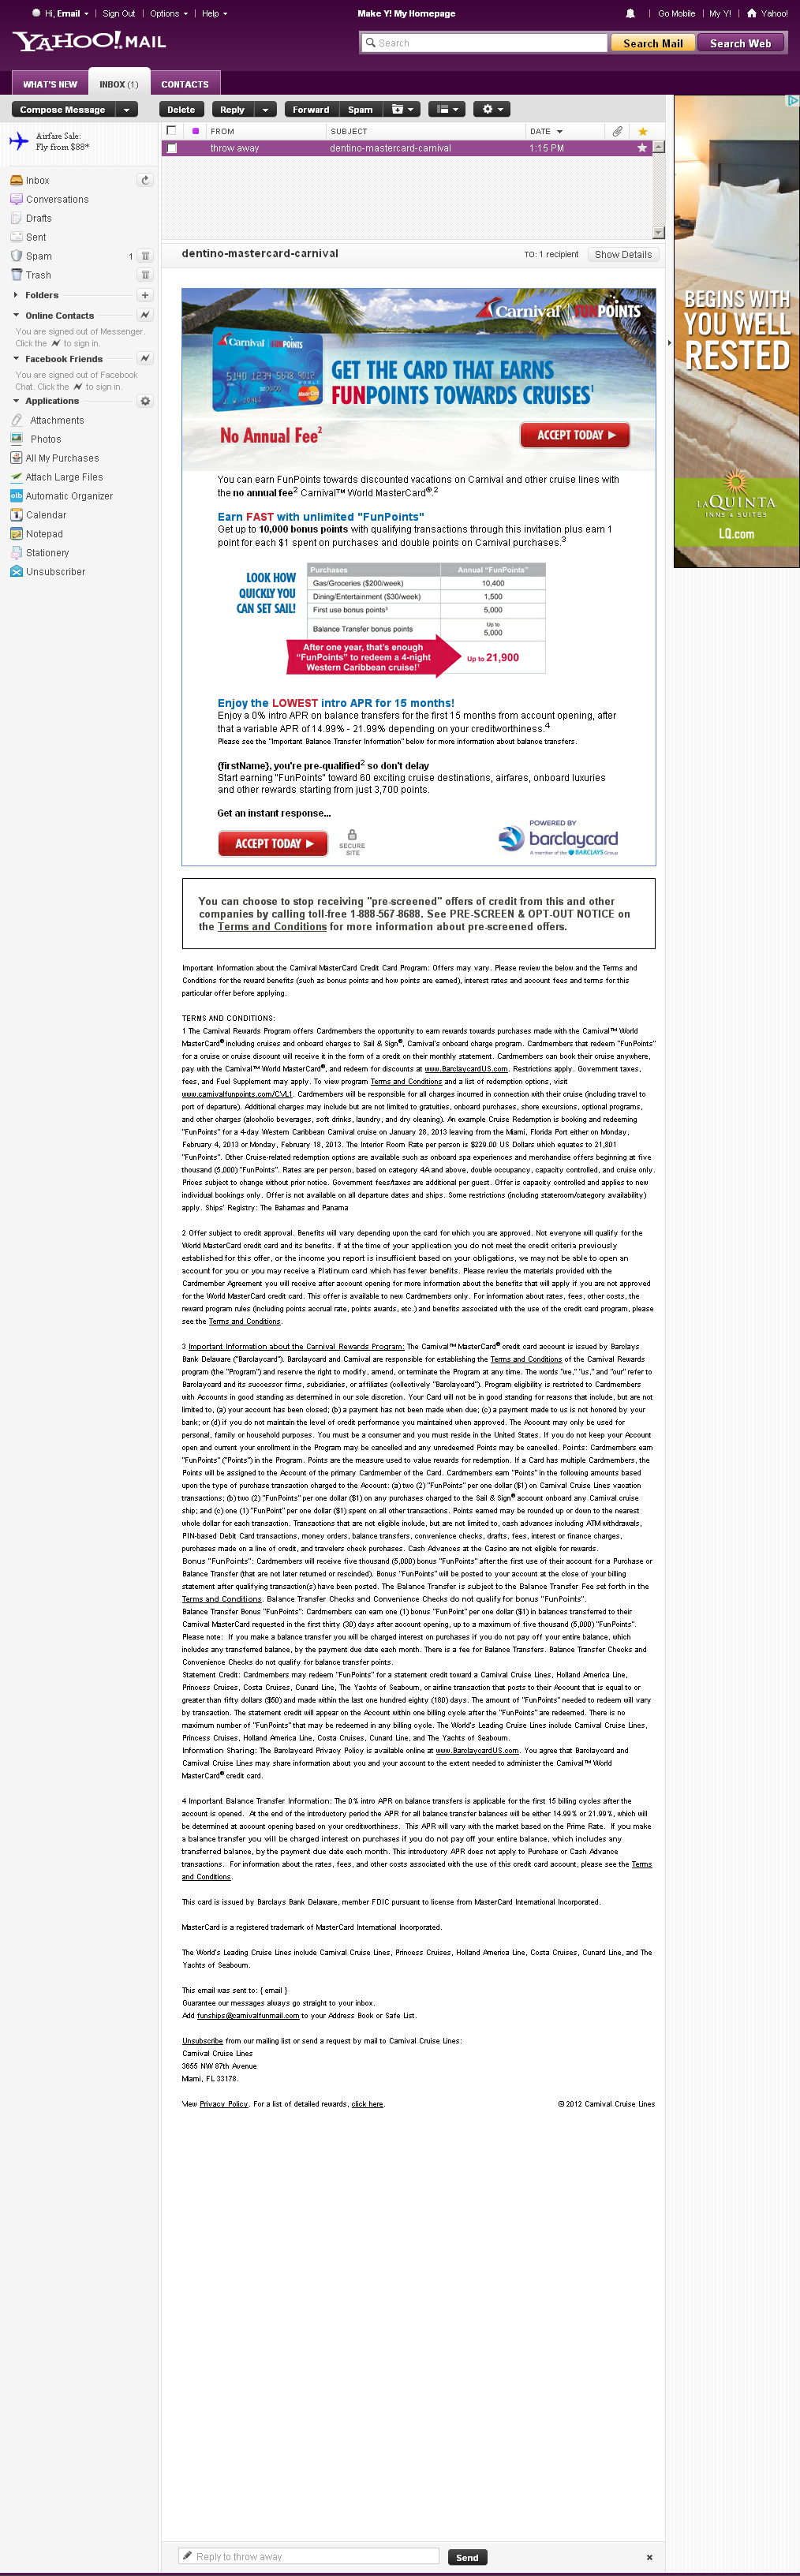 Hi, Email | Sign Out | Options | Help
Make Y! My Homepage
Go Mobile | My Y! | Yahoo!
YAHOO! MAIL
Search
Search Mail
Search Web
WHAT'S NEW
INBOX (1)
CONTACTS
Compose Message
Delete
Reply
Forward
Spam
Airfare Sale:
Fly from $88*
Inbox
Conversations
Drafts
Sent
Spam 1
Trash
Folders
Online Contacts
You are signed out of Messenger.
Click the to sign in.
Facebook Friends
You are signed out of Facebook
Chat. Click the to sign in.
Applications
Attachments
Photos
All My Purchases
Attach Large Files
oib Automatic Organizer
Calendar
Notepad
Stationery
Unsubscriber
FROM SUBJECT DATE
throw away dentino-mastercard-carnival 1:15 PM
dentino-mastercard-carnival
TO: 1 recipient
Show Details
Carnival FUNPOINTS
Carnival FUNPOINTS
5140 1234 5678 9012
WORLD
MasterCard
GET THE CARD THAT EARNS
FUNPOINTS TOWARDS CRUISES¹
No Annual Fee²
ACCEPT TODAY
You can earn FunPoints towards discounted vacations on Carnival and other cruise lines with
the no annual fee² Carnival™ World MasterCard®.²
Earn FAST with unlimited "FunPoints"
Get up to 10,000 bonus points with qualifying transactions through this invitation plus earn 1
point for each $1 spent on purchases and double points on Carnival purchases.³
LOOK HOW
QUICKLY YOU
CAN SET SAIL!
Purchases Annual "FunPoints"
Gas/Groceries ($200/week) 10,400
Dining/Entertainment ($30/week) 1,500
First use bonus points³ 5,000
Balance Transfer bonus points Up to 5,000
After one year, that's enough
"FunPoints" to redeem a 4-night
Western Caribbean cruise!¹
Up to 21,900
Enjoy the LOWEST intro APR for 15 months!
Enjoy a 0% intro APR on balance transfers for the first 15 months from account opening, after
that a variable APR of 14.99% - 21.99% depending on your creditworthiness.⁴
Please see the "Important Balance Transfer Information" below for more information about balance transfers.
{firstName}, you're pre-qualified² so don't delay
Start earning "FunPoints" toward 60 exciting cruise destinations, airfares, onboard luxuries
and other rewards starting from just 3,700 points.
Get an instant response...
ACCEPT TODAY
SECURE
SITE
POWERED BY
barclaycard
A member of the BARCLAYS Group
You can choose to stop receiving "pre-screened" offers of credit from this and other
companies by calling toll-free 1-888-567-8688. See PRE-SCREEN & OPT-OUT NOTICE on
the Terms and Conditions for more information about pre-screened offers.
Important Information about the Carnival MasterCard Credit Card Program: Offers may vary. Please review the below and the Terms and
Conditions for the reward benefits (such as bonus points and how points are earned), interest rates and account fees and terms for this
particular offer before applying.
TERMS AND CONDITIONS:
1 The Carnival Rewards Program offers Cardmembers the opportunity to earn rewards towards purchases made with the Carnival™ World
MasterCard® including cruises and onboard charges to Sail & Sign®, Carnival's onboard charge program. Cardmembers that redeem "FunPoints"
for a cruise or cruise discount will receive it in the form of a credit on their monthly statement. Cardmembers can book their cruise anywhere,
pay with the Carnival™ World MasterCard®, and redeem for discounts at www.BarclaycardUS.com. Restrictions apply. Government taxes,
fees, and Fuel Supplement may apply. To view program Terms and Conditions and a list of redemption options, visit
www.carnivalfunpoints.com/CVL1. Cardmembers will be responsible for all charges incurred in connection with their cruise (including travel to
port of departure). Additional charges may include but are not limited to gratuities, onboard purchases, shore excursions, optional programs,
and other charges (alcoholic beverages, soft drinks, laundry, and dry cleaning). An example Cruise Redemption is booking and redeeming
"FunPoints" for a 4-day Western Caribbean Carnival cruise on January 28, 2013 leaving from the Miami, Florida Port either on Monday,
February 4, 2013 or Monday, February 18, 2013. The Interior Room Rate per person is $229.00 US Dollars which equates to 21,801
"FunPoints". Other Cruise-related redemption options are available such as onboard spa experiences and merchandise offers beginning at five
thousand (5,000) "FunPoints". Rates are per person, based on category 4A and above, double occupancy, capacity controlled, and cruise only.
Prices subject to change without prior notice. Government fees/taxes are additional per guest. Offer is capacity controlled and applies to new
individual bookings only. Offer is not available on all departure dates and ships. Some restrictions (including stateroom/category availability)
apply. Ships' Registry: The Bahamas and Panama
2 Offer subject to credit approval. Benefits will vary depending upon the card for which you are approved. Not everyone will qualify for the
World MasterCard credit card and its benefits. If at the time of your application you do not meet the credit criteria previously
established for this offer, or the income you report is insufficient based on your obligations, we may not be able to open an
account for you or you may receive a Platinum card which has fewer benefits. Please review the materials provided with the
Cardmember Agreement you will receive after account opening for more information about the benefits that will apply if you are not approved
for the World MasterCard credit card. This offer is available to new Cardmembers only. For information about rates, fees, other costs, the
reward program rules (including points accrual rate, points awards, etc.) and benefits associated with the use of the credit card program, please
see the Terms and Conditions.
3 Important Information about the Carnival Rewards Program: The Carnival™ MasterCard® credit card account is issued by Barclays
Bank Delaware ("Barclaycard"). Barclaycard and Carnival are responsible for establishing the Terms and Conditions of the Carnival Rewards
program (the "Program") and reserve the right to modify, amend, or terminate the Program at any time. The words "we," "us," and "our" refer to
Barclaycard and its successor firms, subsidiaries, or affiliates (collectively "Barclaycard"). Program eligibility is restricted to Cardmembers
with Accounts in good standing as determined in our sole discretion. Your Card will not be in good standing for reasons that include, but are not
limited to, (a) your account has been closed; (b) a payment has not been made when due; (c) a payment made to us is not honored by your
bank; or (d) if you do not maintain the level of credit performance you maintained when approved. The Account may only be used for
personal, family or household purposes. You must be a consumer and you must reside in the United States. If you do not keep your Account
open and current your enrollment in the Program may be cancelled and any unredeemed Points may be cancelled. Points: Cardmembers earn
"FunPoints" ("Points") in the Program. Points are the measure used to value rewards for redemption. If a Card has multiple Cardmembers, the
Points will be assigned to the Account of the primary Cardmember of the Card. Cardmembers earn "Points" in the following amounts based
upon the type of purchase transaction charged to the Account: (a) two (2) "FunPoints" per one dollar ($1) on Carnival Cruise Lines vacation
transactions; (b) two (2) "FunPoints" per one dollar ($1) on any purchases charged to the Sail & Sign® account onboard any Carnival cruise
ship; and (c) one (1) "FunPoint" per one dollar ($1) spent on all other transactions. Points earned may be rounded up or down to the nearest
whole dollar for each transaction. Transactions that are not eligible include, but are not limited to, cash advances including ATM withdrawals,
PIN-based Debit Card transactions, money orders, balance transfers, convenience checks, drafts, fees, interest or finance charges,
purchases made on a line of credit, and travelers check purchases. Cash Advances at the Casino are not eligible for rewards.
Bonus "FunPoints": Cardmembers will receive five thousand (5,000) bonus "FunPoints" after the first use of their account for a Purchase or
Balance Transfer (that are not later returned or rescinded). Bonus "FunPoints" will be posted to your account at the close of your billing
statement after qualifying transaction(s) have been posted. The Balance Transfer is subject to the Balance Transfer Fee set forth in the
Terms and Conditions. Balance Transfer Checks and Convenience Checks do not qualify for bonus "FunPoints".
Balance Transfer Bonus "FunPoints": Cardmembers can earn one (1) bonus "FunPoint" per one dollar ($1) in balances transferred to their
Carnival MasterCard requested in the first thirty (30) days after account opening, up to a maximum of five thousand (5,000) "FunPoints".
Please note: If you make a balance transfer you will be charged interest on purchases if you do not pay off your entire balance, which
includes any transferred balance, by the payment due date each month. There is a fee for Balance Transfers. Balance Transfer Checks and
Convenience Checks do not qualify for balance transfer points.
Statement Credit: Cardmembers may redeem "FunPoints" for a statement credit toward a Carnival Cruise Lines, Holland America Line,
Princess Cruises, Costa Cruises, Cunard Line, The Yachts of Seabourn, or airline transaction that posts to their Account that is equal to or
greater than fifty dollars ($50) and made within the last one hundred eighty (180) days. The amount of "FunPoints" needed to redeem will vary
by transaction. The statement credit will appear on the Account within one billing cycle after the "FunPoints" are redeemed. There is no
maximum number of "FunPoints" that may be redeemed in any billing cycle. The World's Leading Cruise Lines include Carnival Cruise Lines,
Princess Cruises, Holland America Line, Costa Cruises, Cunard Line, and The Yachts of Seabourn.
Information Sharing: The Barclaycard Privacy Policy is available online at www.BarclaycardUS.com. You agree that Barclaycard and
Carnival Cruise Lines may share information about you and your account to the extent needed to administer the Carnival™ World
MasterCard® credit card.
4 Important Balance Transfer Information: The 0% intro APR on balance transfers is applicable for the first 15 billing cycles after the
account is opened. At the end of the introductory period the APR for all balance transfer balances will be either 14.99% or 21.99%, which will
be determined at account opening based on your creditworthiness. This APR will vary with the market based on the Prime Rate. If you make
a balance transfer you will be charged interest on purchases if you do not pay off your entire balance, which includes any
transferred balance, by the payment due date each month. This introductory APR does not apply to Purchase or Cash Advance
transactions. For information about the rates, fees, and other costs associated with the use of this credit card account, please see the Terms
and Conditions.
This card is issued by Barclays Bank Delaware, member FDIC pursuant to license from MasterCard International Incorporated.
MasterCard is a registered trademark of MasterCard International Incorporated.
The World's Leading Cruise Lines include Carnival Cruise Lines, Princess Cruises, Holland America Line, Costa Cruises, Cunard Line, and The
Yachts of Seabourn.
This email was sent to: { email }
Guarantee our messages always go straight to your inbox.
Add funships@carnivalfunmail.com to your Address Book or Safe List.
Unsubscribe from our mailing list or send a request by mail to Carnival Cruise Lines:
Carnival Cruise Lines
3655 NW 87th Avenue
Miami, FL 33178.
View Privacy Policy. For a list of detailed rewards, click here.
© 2012 Carnival Cruise Lines
Reply to throw away
Send
BEGINS WITH
YOU WELL
RESTED
LAQUINTA
INNS & SUITES
LQ.com